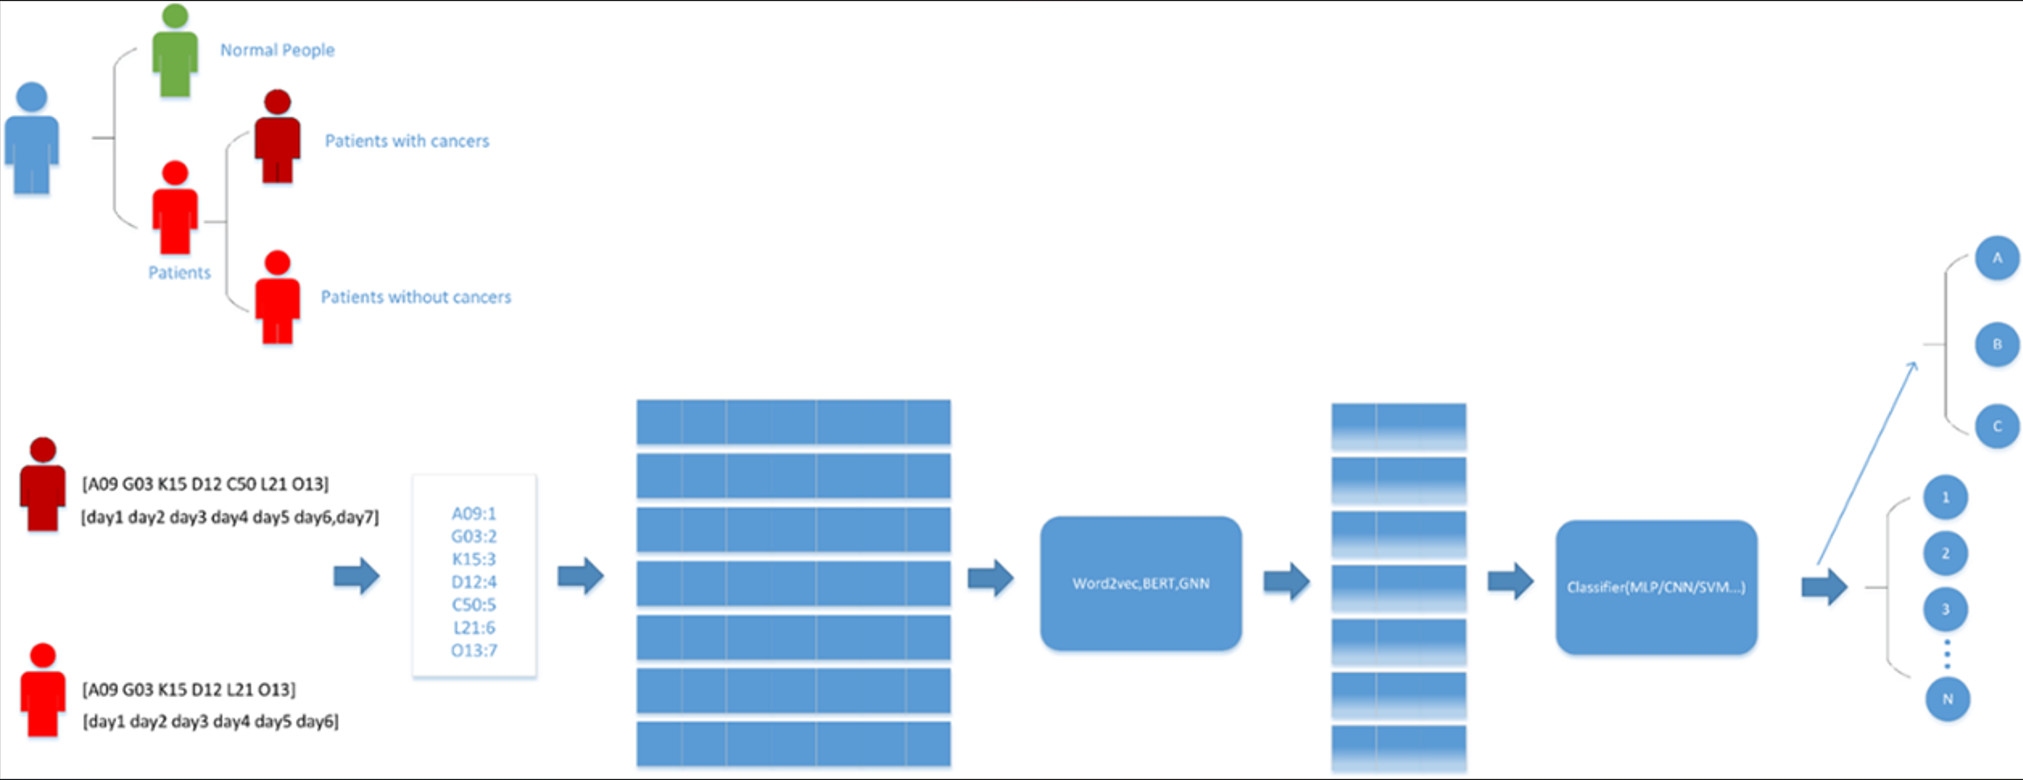 Normal People
Patients with cancers
Patients
Patients without cancers
[A09 G03 K15 D12 C50 L21 O13]
[day1 day2 day3 day4 day5 day6,day7]
A09:1
G03:2
K15:3
D12:4
C50:5
L21:6
O13:7
[A09 G03 K15 D12 L21 O13]
[day1 day2 day3 day4 day5 day6]
Word2vec,BERT,GNN
Classifier(MLP/CNN/SVM...)
A
B
C
1
2
3
N